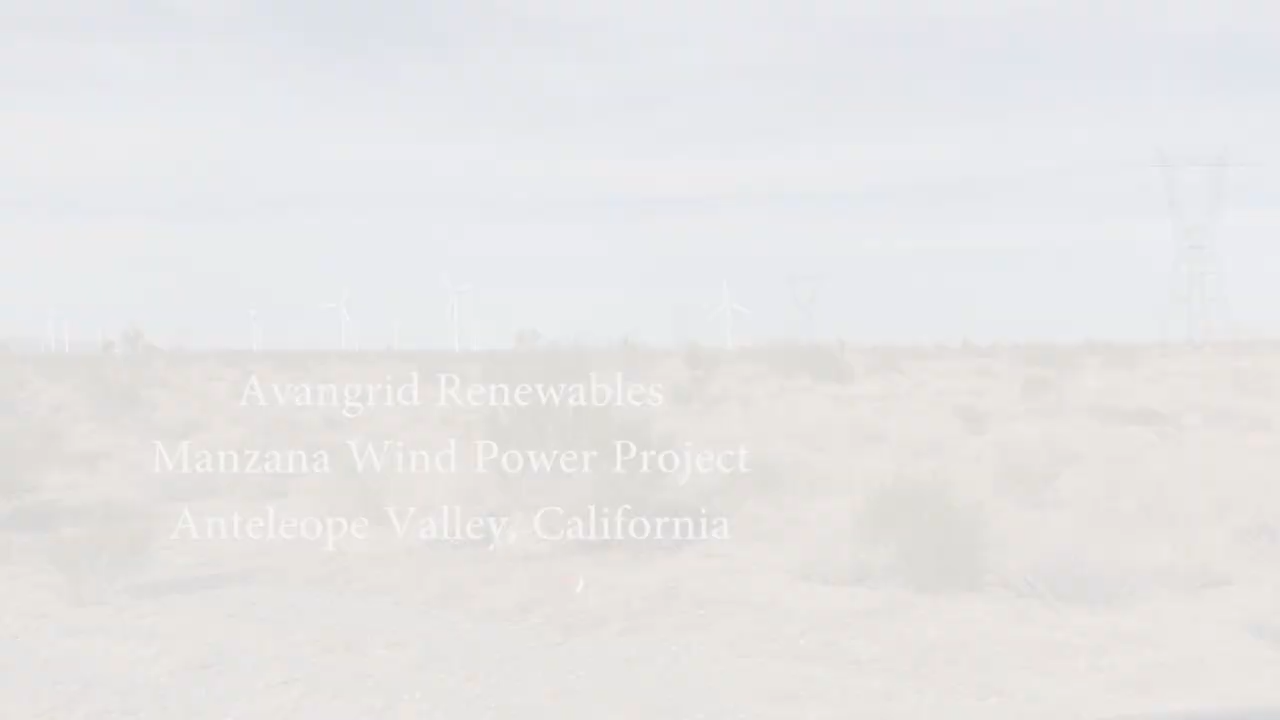 Avangrid Renewables
Manzana Wind Power Project
Anteleope Valley, California